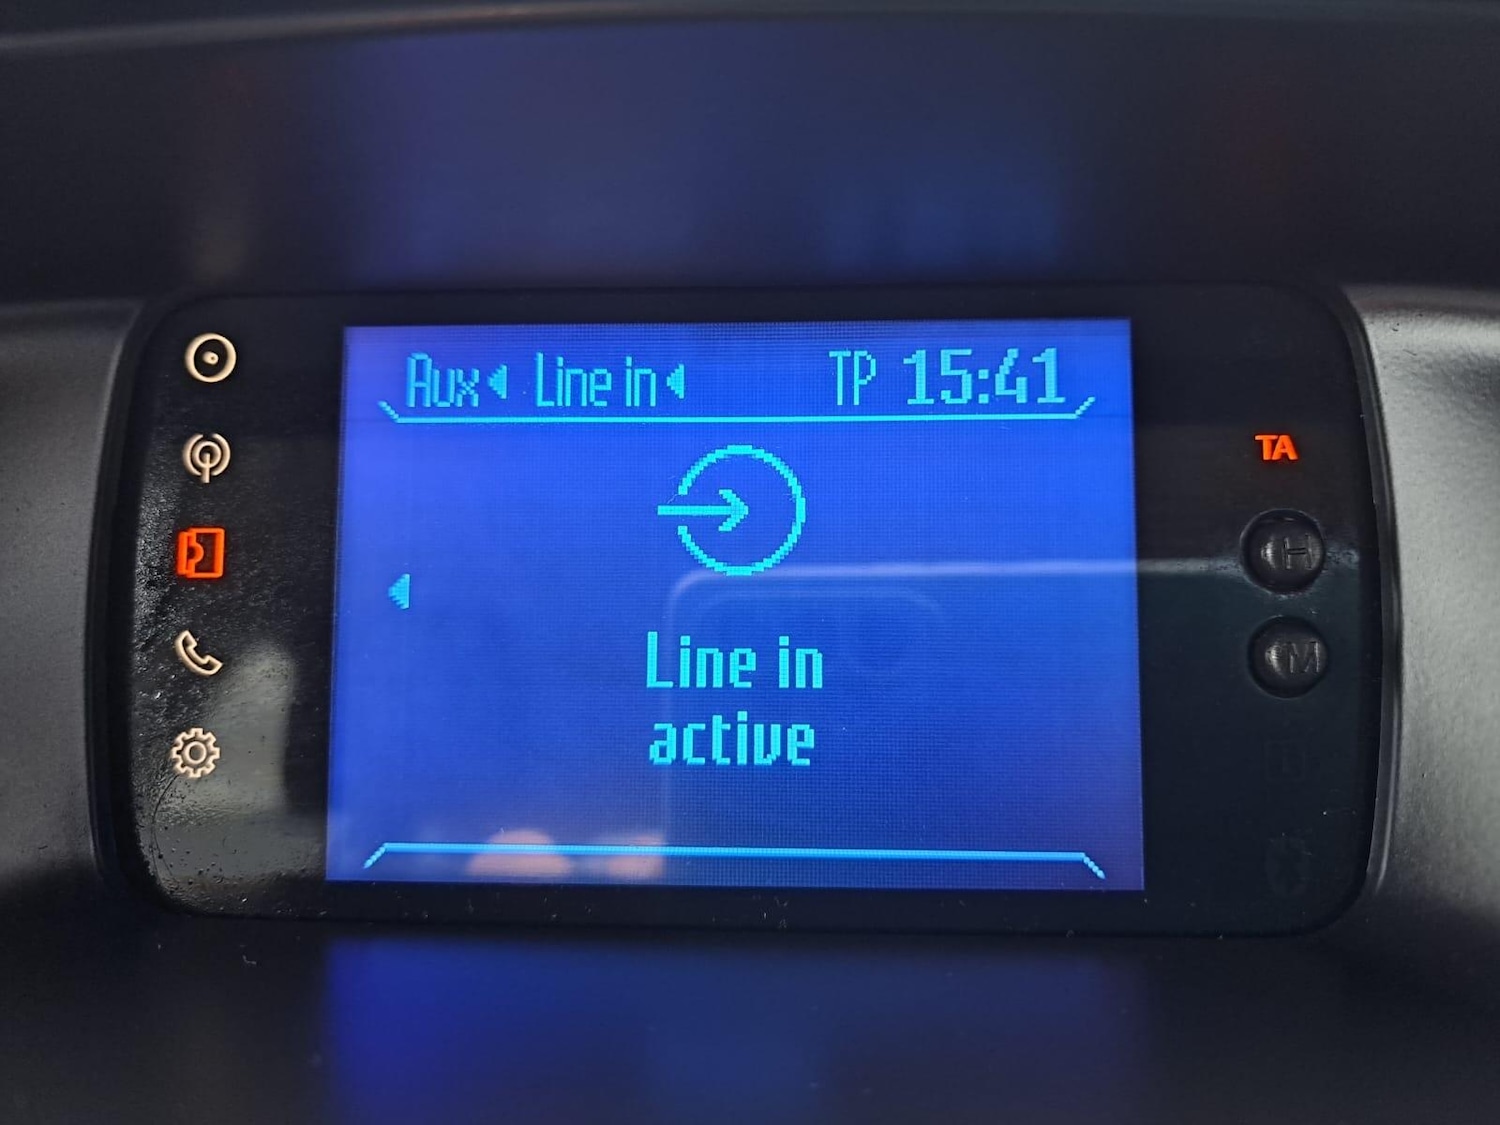 Aux Line in TP 15:41
TA
H
M
Line in
active